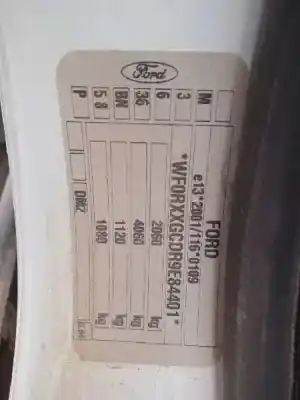 Ford
FORD
e13*2001/116*0109
M
*WF0RXXGCDR9E84401*
3
6
2060 kg
36
4060 kg
BN
1120 kg
58
1080 kg
P
DM2